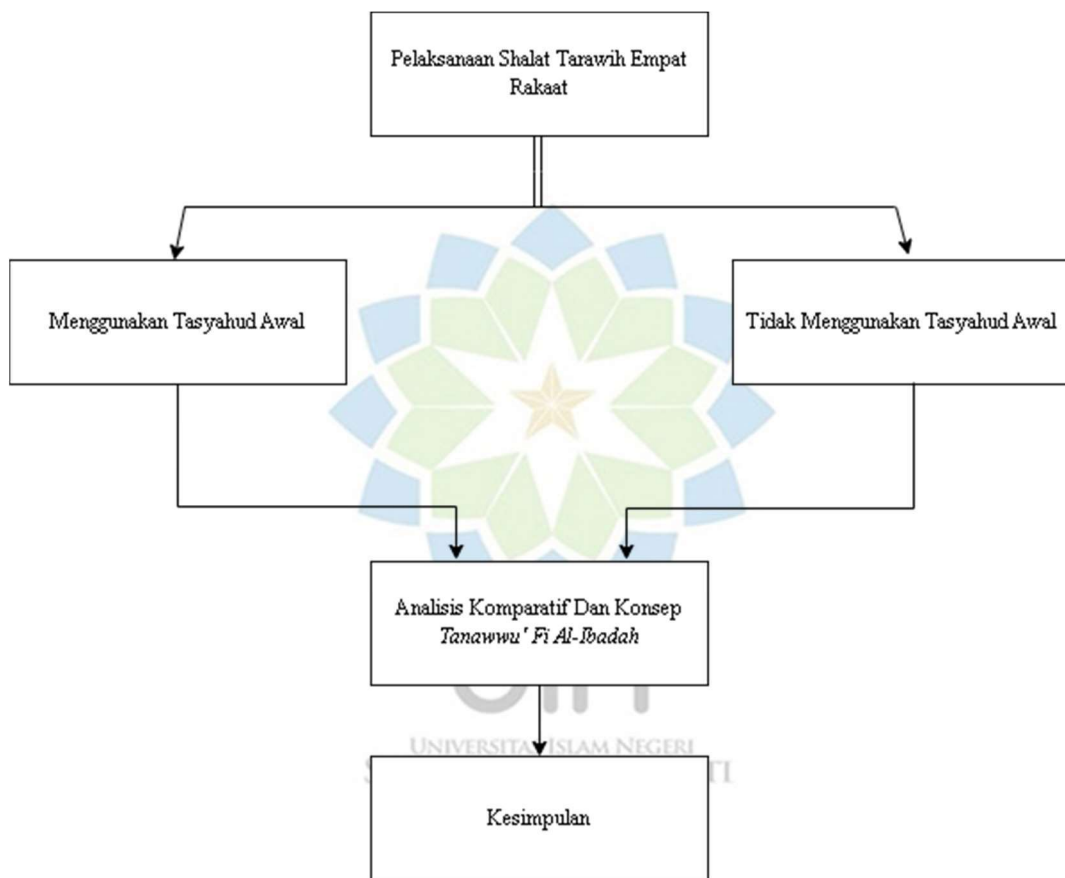 Pelaksanaan Shalat Tarawih Empat
Rakaat
Menggunakan Tasyahud Awal
Tidak Menggunakan Tasyahud Awal
Analisis Komparatif Dan Konsep
Tanawwu' Fi Al-Ibadah
UNIVERSITAS ISLAM NEGERI
Kesimpulan